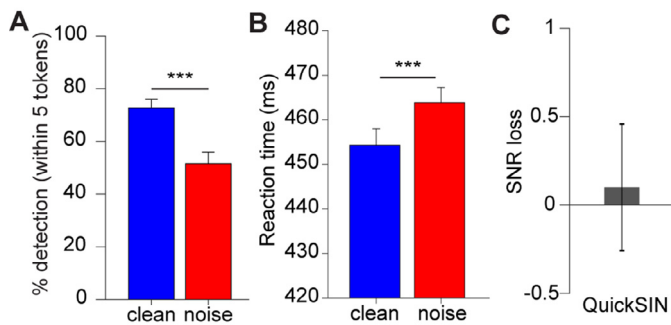 A
% detection (within 5 tokens)
100
80
60
40
20
0
***
clean noise
B
Reaction time (ms)
480
470
460
450
440
430
420
***
clean noise
C
SNR loss
1
0.5
0
-0.5
QuickSIN